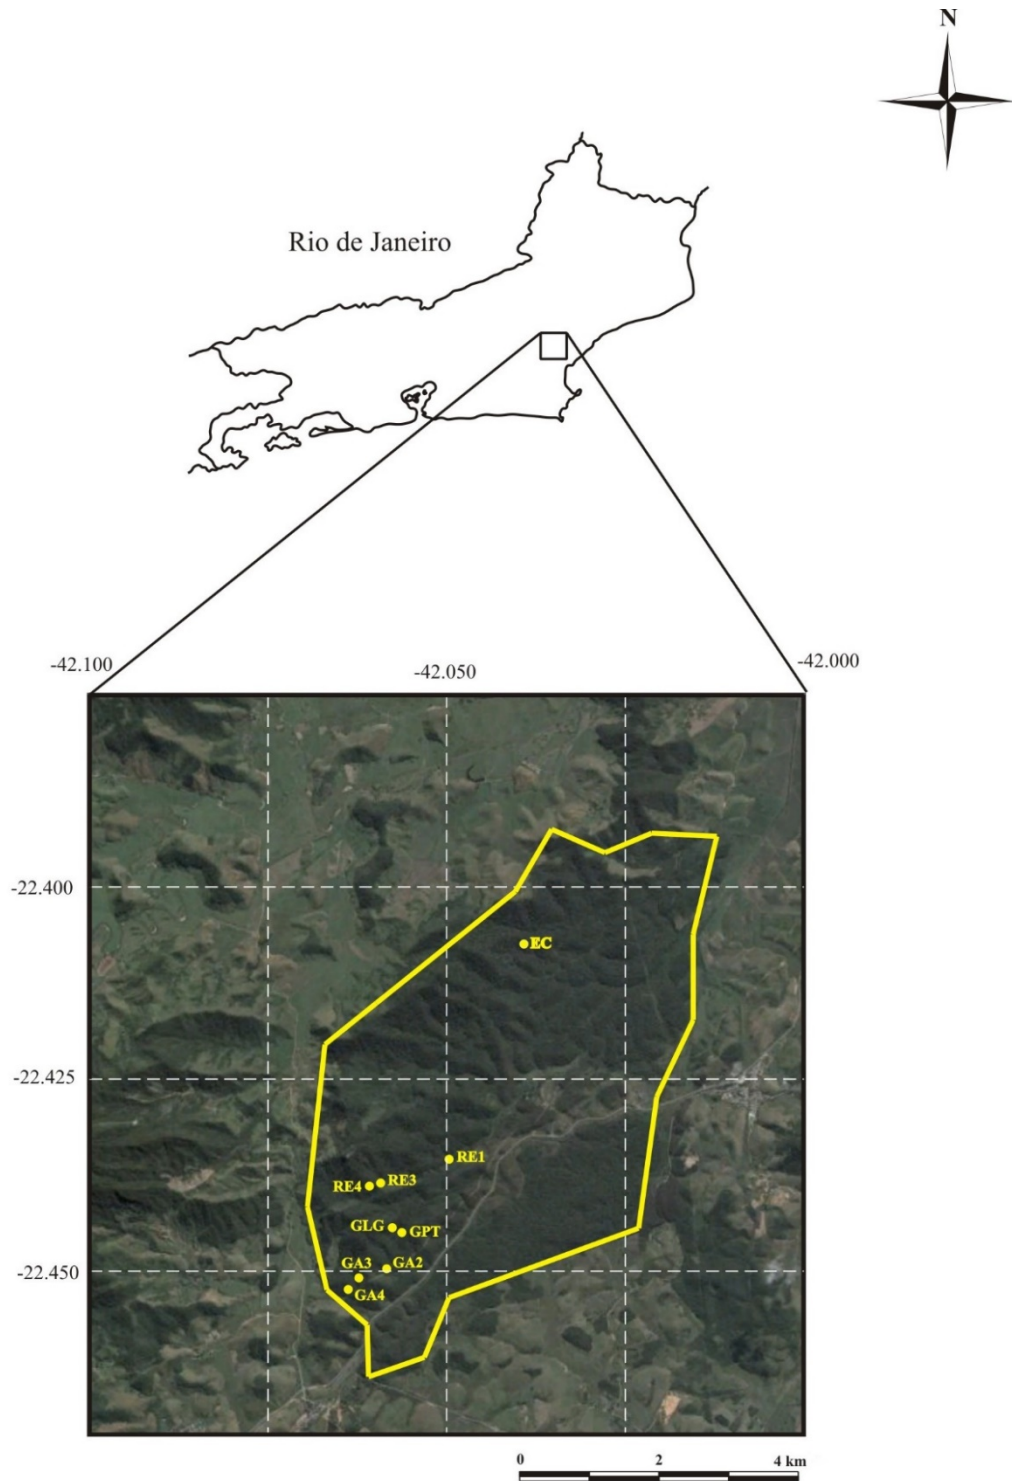 N
Rio de Janeiro
-42.100
-42.050
-42.000
-22.400
EC
-22.425
RE1
RE3
RE4
GLG
GPT
-22.450
GA3
GA2
GA4
0
2
4 km